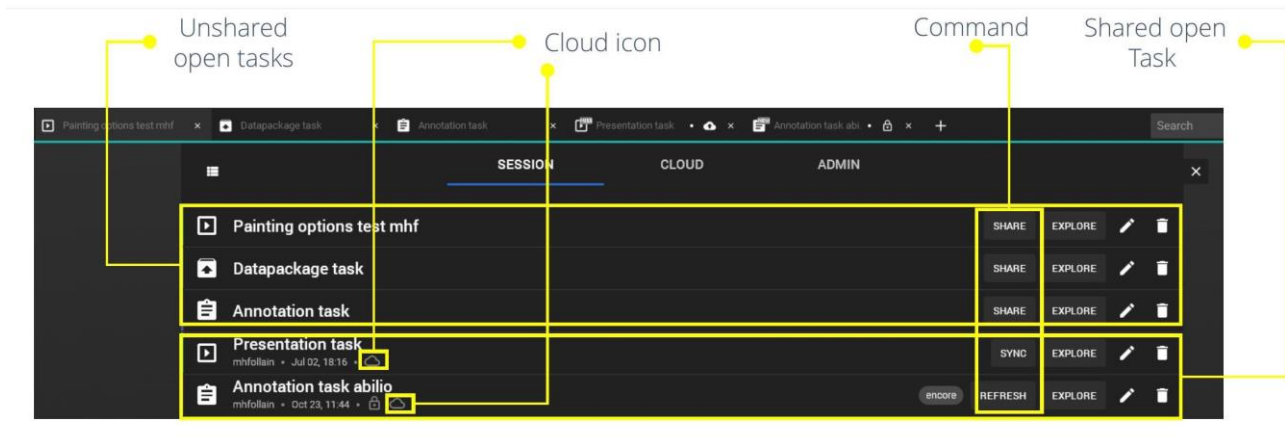 Unshared
open tasks
Cloud icon
Command
Shared open
Task
Painting options test mhf × Datapackage task × Annotation task × Presentation task • × Annotation task abi. • × + Search
SESSION CLOUD ADMIN ×
Painting options test mhf SHARE EXPLORE
Datapackage task SHARE EXPLORE
Annotation task SHARE EXPLORE
Presentation task SYNC EXPLORE
mhfollain • Jul 02, 18:16 •
Annotation task abilio encore REFRESH EXPLORE
mhfollain • Oct 23, 11:44 •